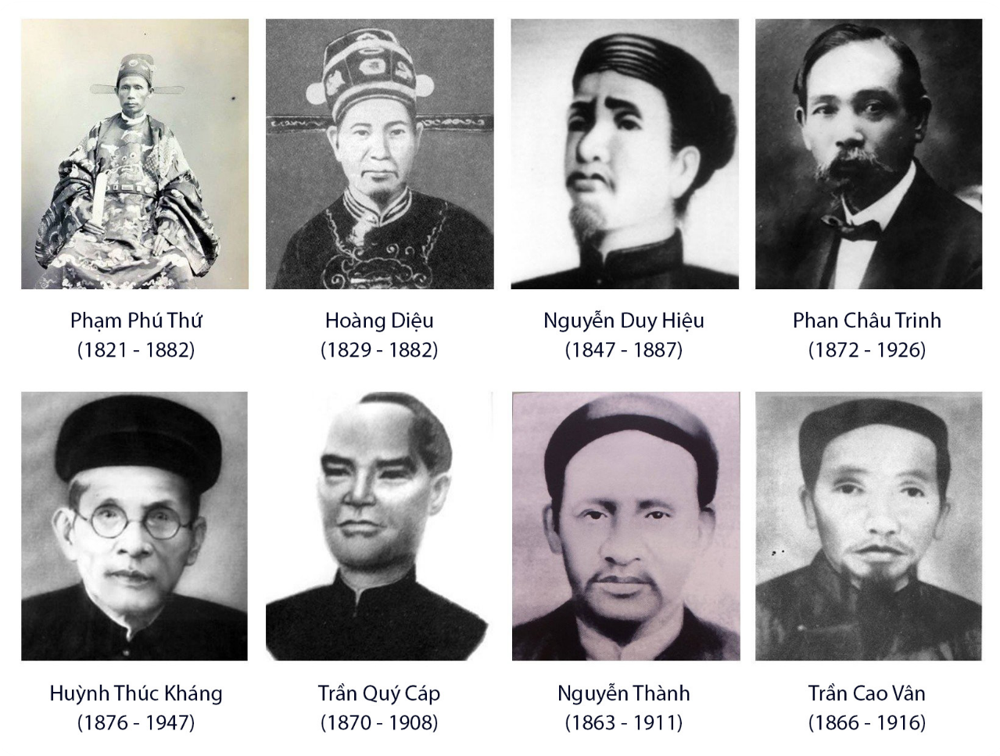 Phạm Phú Thứ
(1821 - 1882)
Hoàng Diệu
(1829 - 1882)
Nguyễn Duy Hiệu
(1847 - 1887)
Phan Châu Trinh
(1872 - 1926)
Huỳnh Thúc Kháng
(1876 - 1947)
Trần Quý Cáp
(1870 - 1908)
Nguyễn Thành
(1863 - 1911)
Trần Cao Vân
(1866 - 1916)